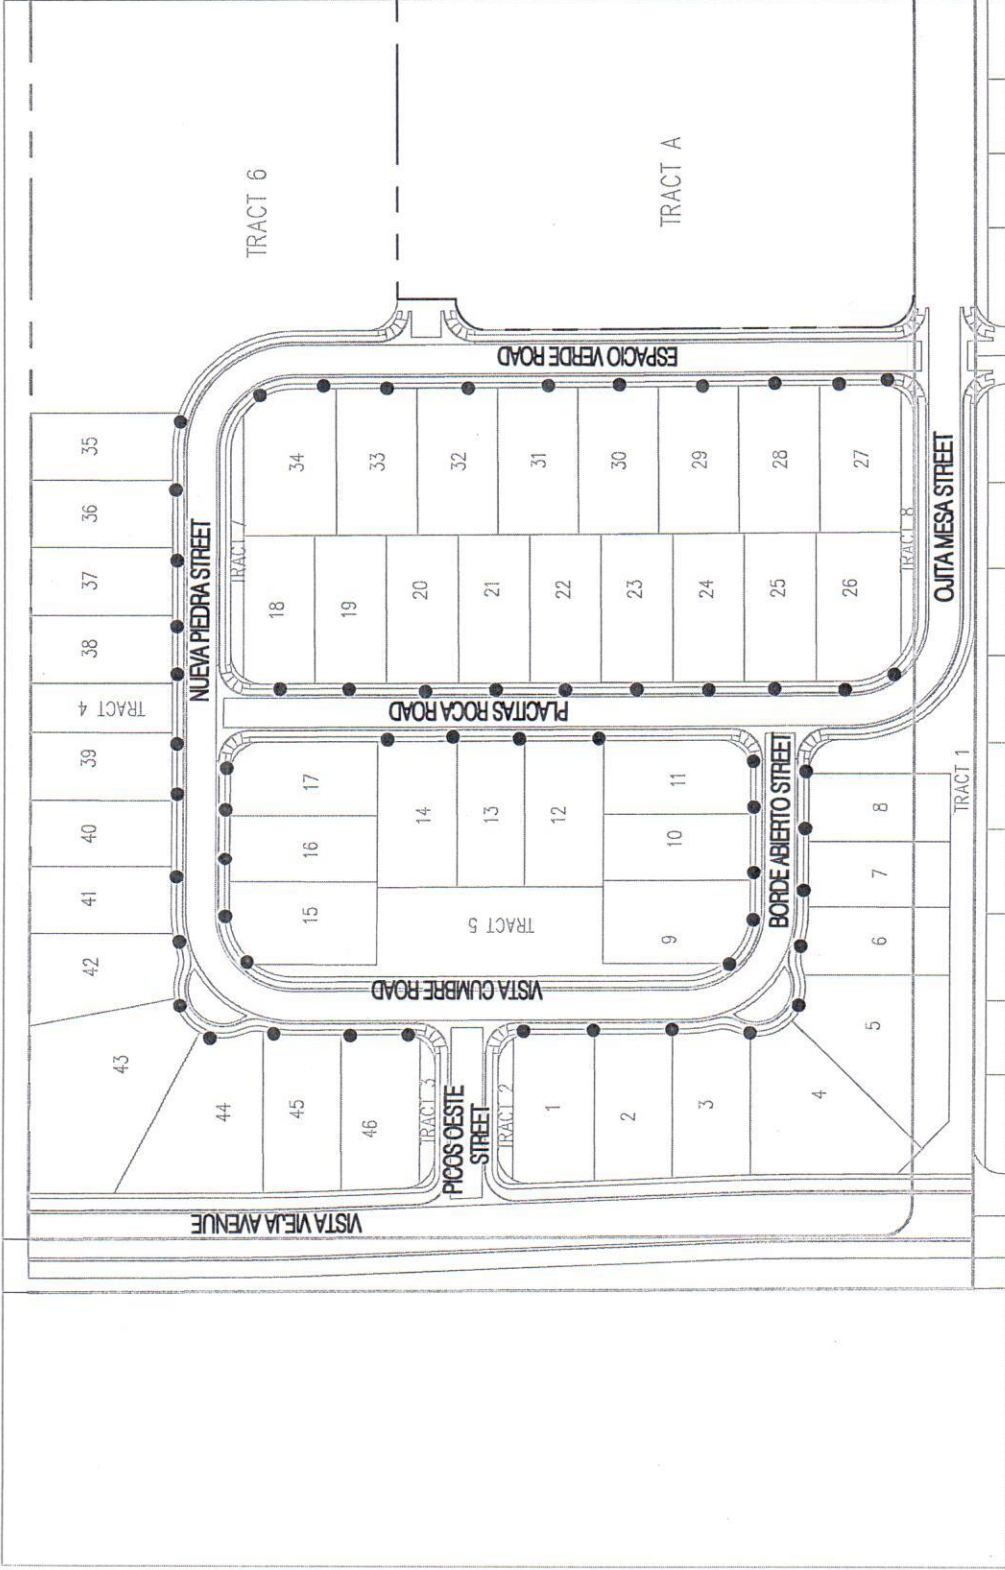 TRACT 6
TRACT A
ESPACIO VERDE ROAD
35
36
37
38
TRACT 4
39
40
41
42
43
44
45
46
NUEVA PIEDRA STREET
TRACT 7
34
33
32
31
30
29
28
27
18
19
20
21
22
23
24
25
26
TRACT 8
OJITA MESA STREET
PLACITAS ROCA ROAD
17
16
15
14
13
12
11
10
9
TRACT 5
BORDE ABIERTO STREET
8
7
6
5
4
TRACT 1
VISTA CUMBRE ROAD
TRACT 3
PICOS OESTE
STREET
TRACT 2
1
2
3
VISTA VIEJA AVENUE